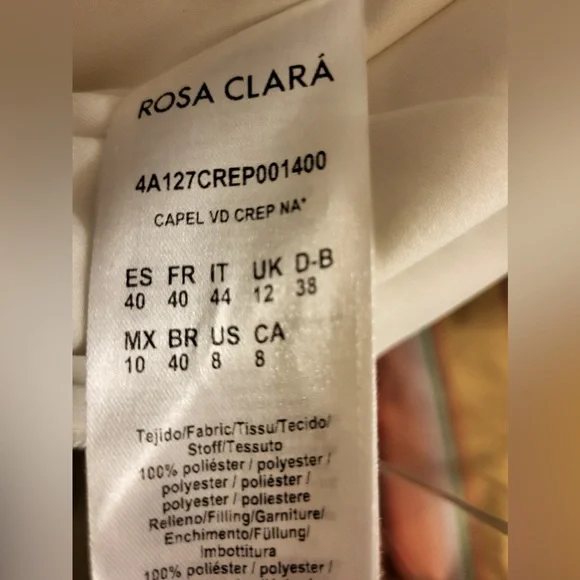 ROSA CLARÁ
4A127CREP001400
CAPEL VD CREP NA*
ES FR IT UK D-B
40 40 44 12 38
MX BR US CA
10 40 8 8
Tejido/Fabric/Tissu/Tecido/
Stoff/Tessuto
100% poliéster / polyester /
polyester / poliéster /
polyester / poliestere
Relleno/Filling/Garniture/
Enchimento/Füllung/
Imbottitura
100% poliéster / polyester /